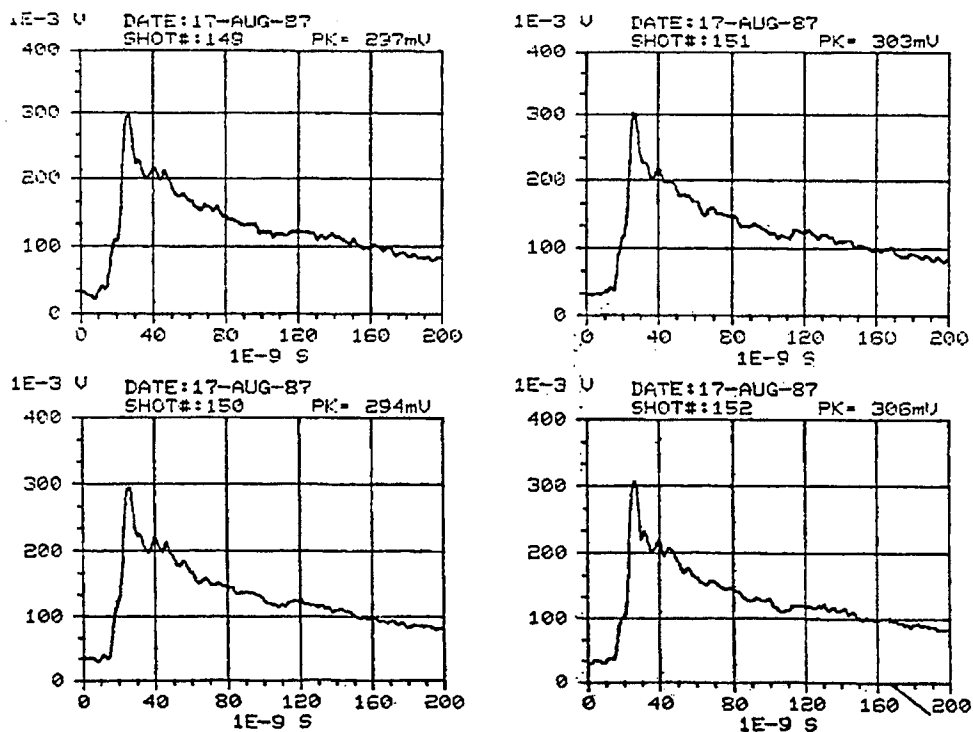 1E-3 V DATE:17-AUG-87
SHOT#:149 PK= 297mV
400
300
200
100
0
0 40 80 120 160 200
1E-9 S
1E-3 V DATE:17-AUG-87
SHOT#:151 PK= 303mV
400
300
200
100
0
0 40 80 120 160 200
1E-9 S
1E-3 V DATE:17-AUG-87
SHOT#:150 PK= 294mV
400
300
200
100
0
0 40 80 120 160 200
1E-9 S
1E-3 V DATE:17-AUG-87
SHOT#:152 PK= 306mV
400
300
200
100
0
0 40 80 120 160 200
1E-9 S